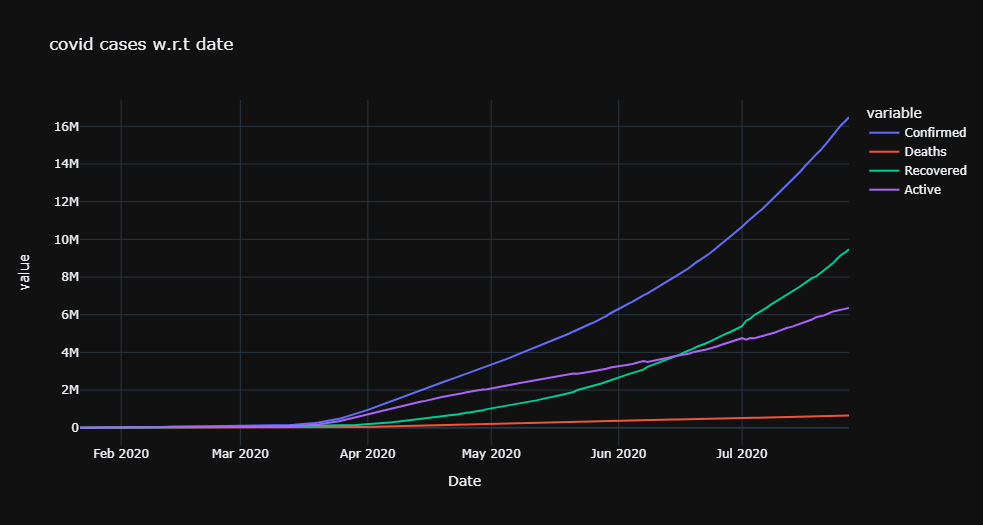 covid cases w.r.t date
variable
Confirmed
Deaths
Recovered
Active
value
16M
14M
12M
10M
8M
6M
4M
2M
0
Feb 2020
Mar 2020
Apr 2020
May 2020
Jun 2020
Jul 2020
Date